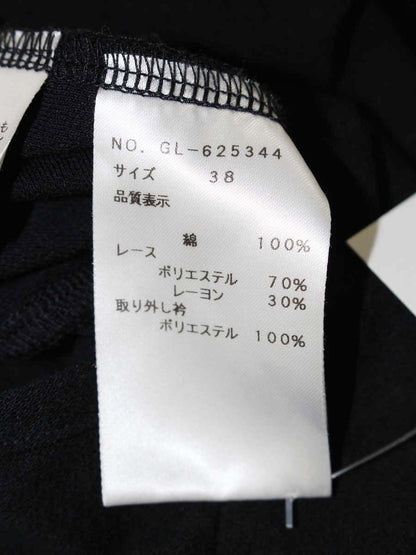 NO. GL-625344
サイズ 38
品質表示
綿 100%
レース
ポリエステル 70%
レーヨン 30%
取り外し衿
ポリエステル 100%
も